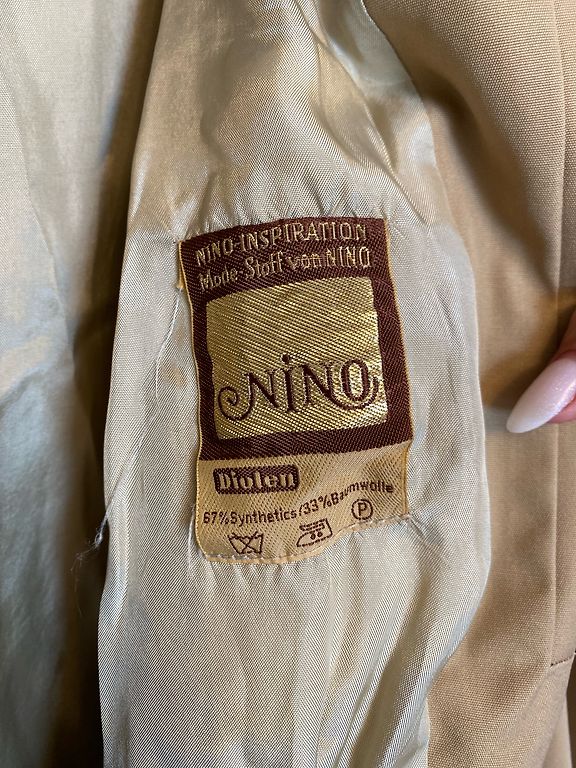 NINO-INSPIRATION
Mode-Stoff von NINO
NINO
Diolen
67%Synthetics/33%Baumwolle
P